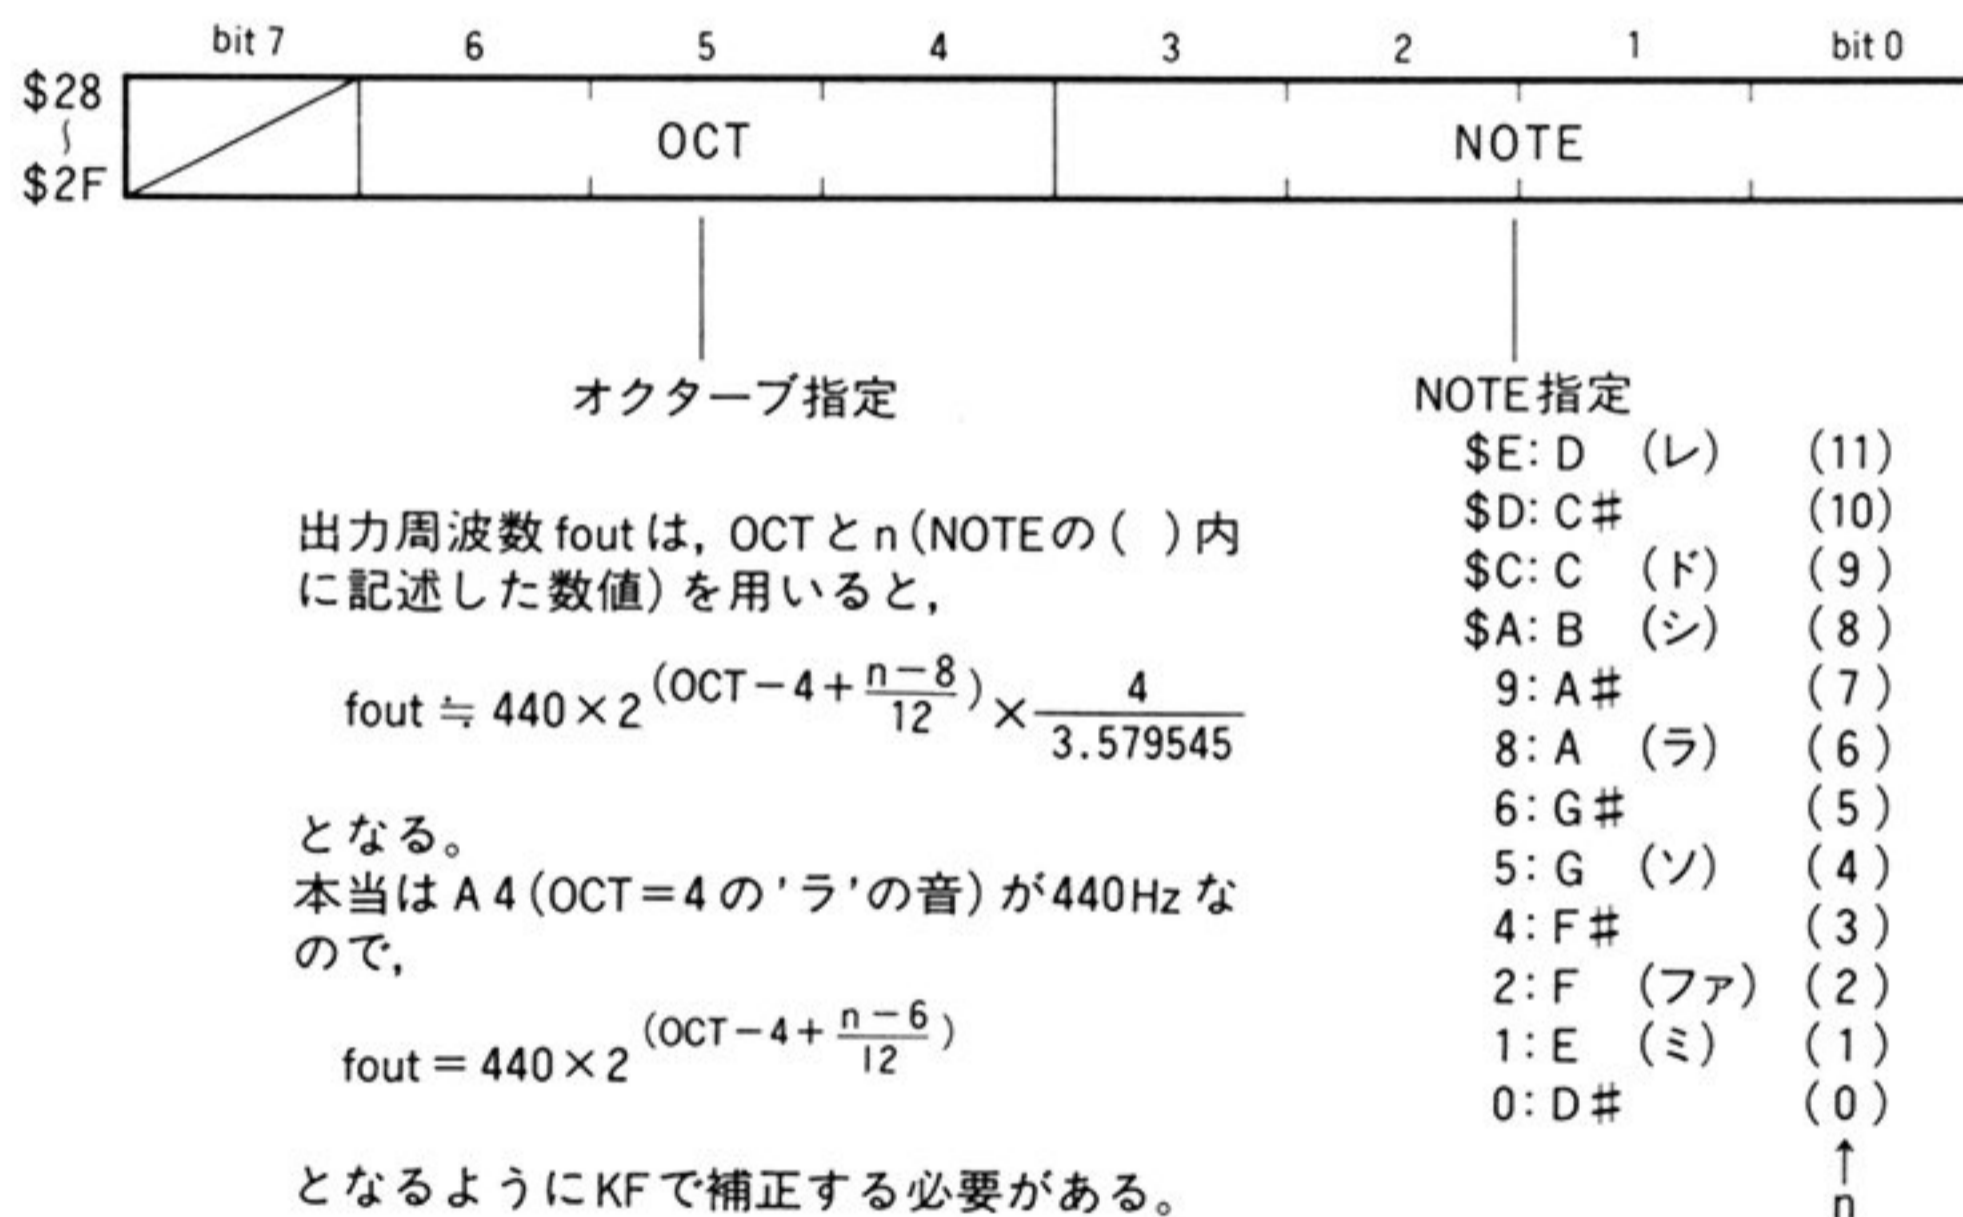 bit 7 6 5 4 3 2 1 bit 0
$28
〜
$2F
OCT NOTE
オクターブ指定
出力周波数 fout は, OCTとn(NOTEの( )内
に記述した数値)を用いると,
fout ≒ 440×2^(OCT−4+(n−8)/12)×4/3.579545
となる。
本当は A4(OCT=4の'ラ'の音)が440Hzな
ので,
fout = 440×2^(OCT−4+(n−6)/12)
となるようにKFで補正する必要がある。
NOTE指定
$E: D (レ) (11)
$D: C♯ (10)
$C: C (ド) (9)
$A: B (シ) (8)
9: A♯ (7)
8: A (ラ) (6)
6: G♯ (5)
5: G (ソ) (4)
4: F♯ (3)
2: F (ファ) (2)
1: E (ミ) (1)
0: D♯ (0)
↑
n